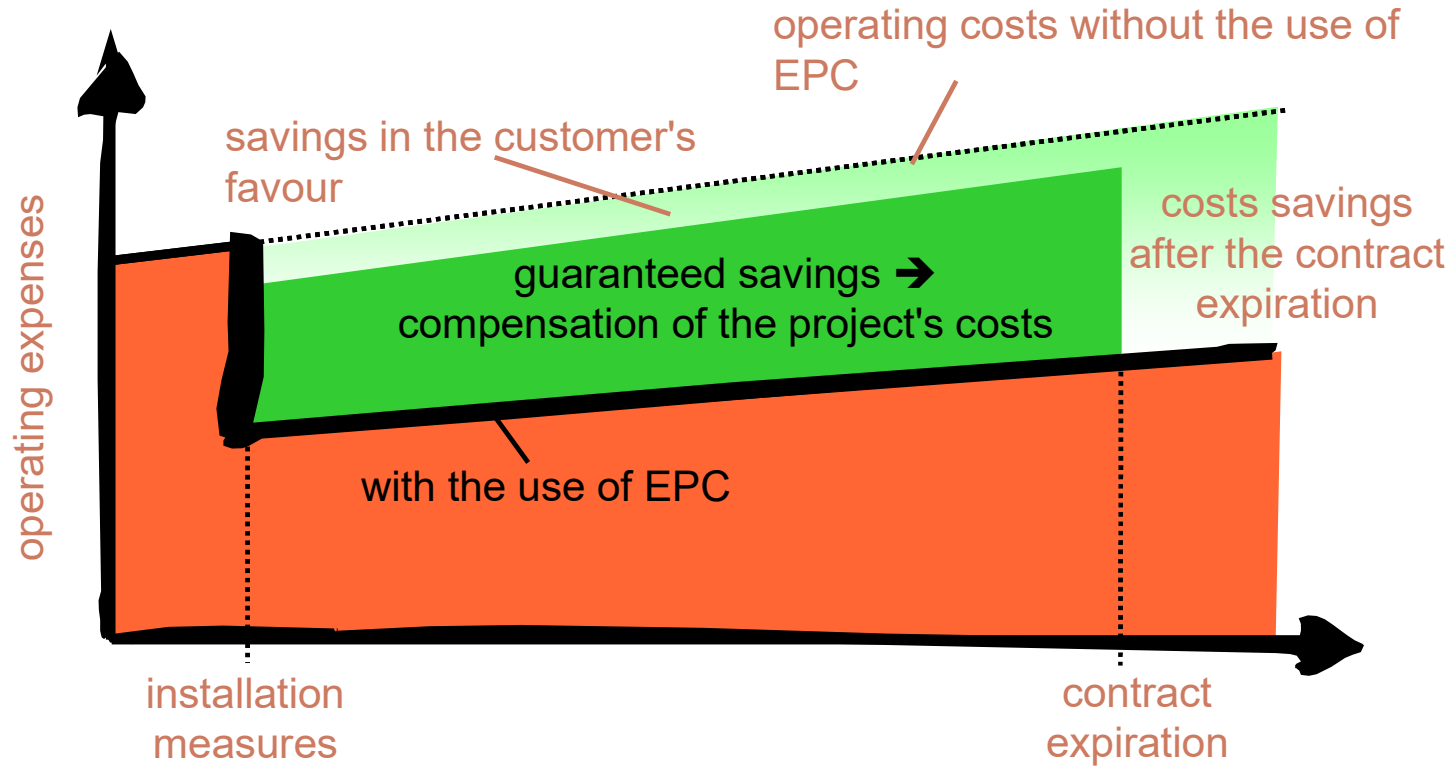 operating costs without the use of
EPC
savings in the customer's
favour
operating expenses
costs savings
after the contract
expiration
guaranteed savings ➔
compensation of the project's costs
with the use of EPC
installation
measures
contract
expiration